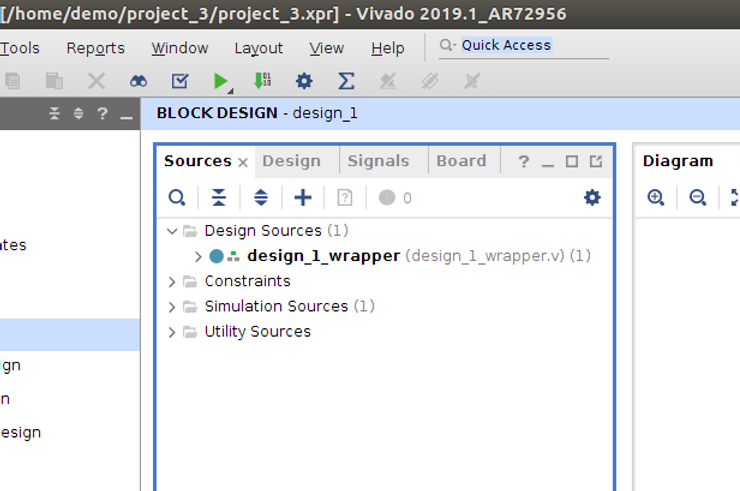 [/home/demo/project_3/project_3.xpr] - Vivado 2019.1_AR72956
Tools Reports Window Layout View Help Quick Access
BLOCK DESIGN - design_1
Sources Design Signals Board Diagram
0
Design Sources (1)
ates
design_1_wrapper (design_1_wrapper.v) (1)
Constraints
Simulation Sources (1)
Utility Sources
ign
n
esign